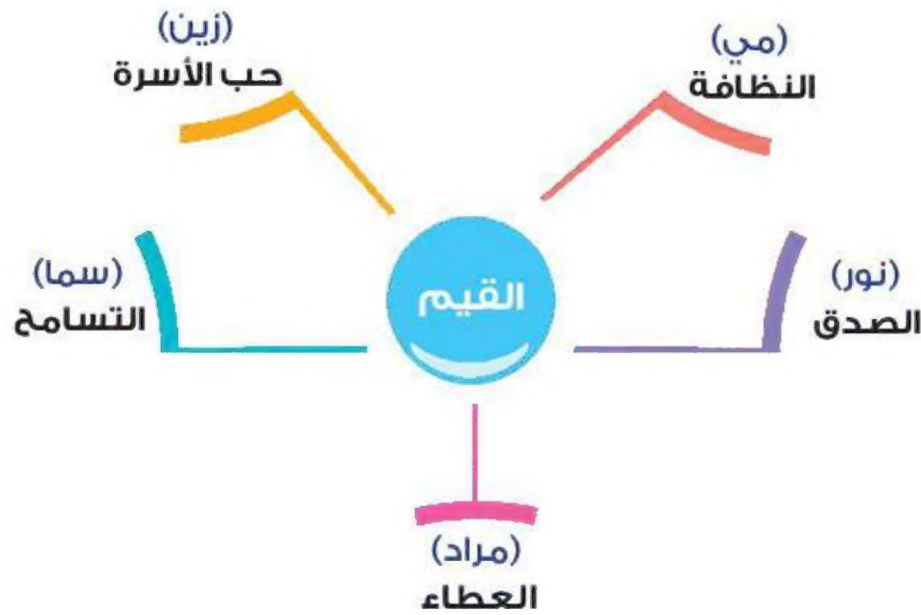 (مي)
النظافة
(زين)
حب الأسرة
(نور)
الصدق
القيم
(سما)
التسامح
(مراد)
العطاء